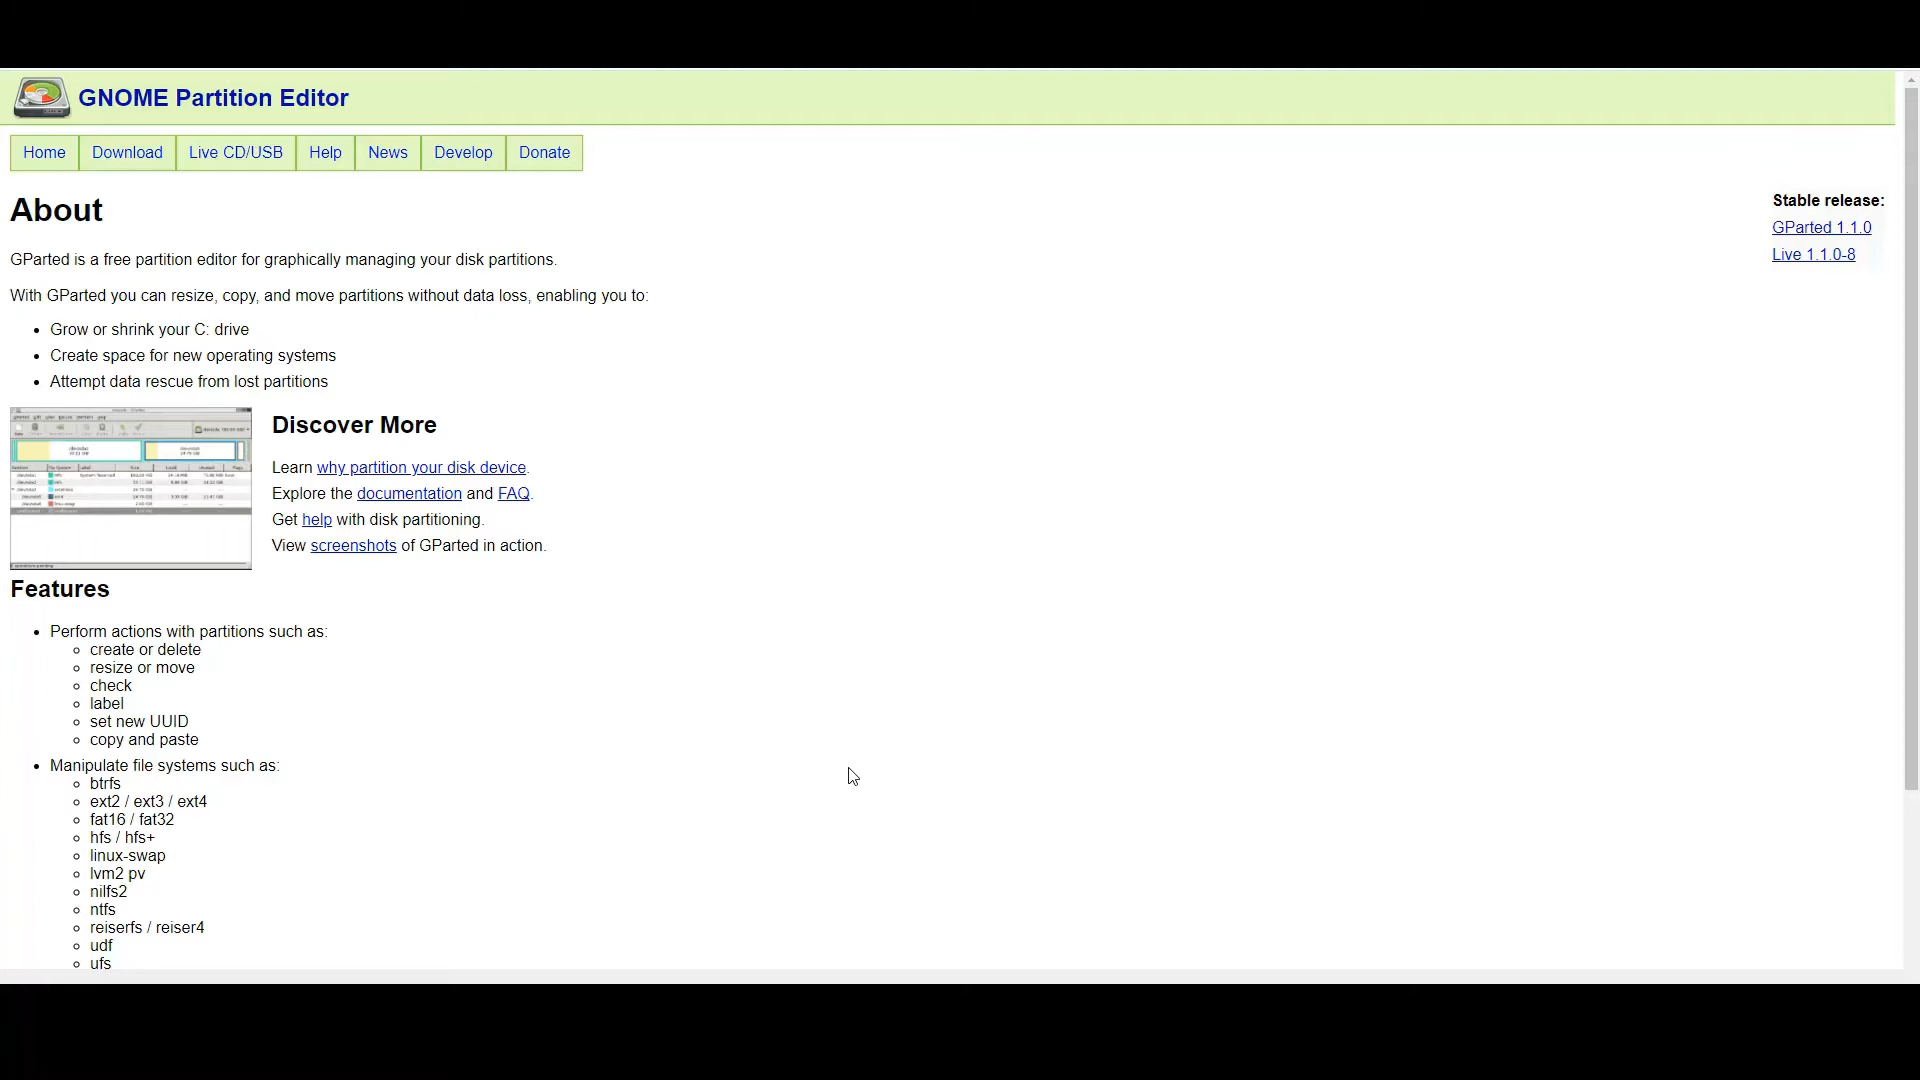 GNOME Partition Editor
Home Download Live CD/USB Help News Develop Donate
About
GParted is a free partition editor for graphically managing your disk partitions.
With GParted you can resize, copy, and move partitions without data loss, enabling you to:
Grow or shrink your C: drive
Create space for new operating systems
Attempt data rescue from lost partitions
Stable release:
GParted 1.1.0
Live 1.1.0-8
Discover More
Learn why partition your disk device.
Explore the documentation and FAQ.
Get help with disk partitioning.
View screenshots of GParted in action.
Features
Perform actions with partitions such as:
create or delete
resize or move
check
label
set new UUID
copy and paste
Manipulate file systems such as:
btrfs
ext2 / ext3 / ext4
fat16 / fat32
hfs / hfs+
linux-swap
lvm2 pv
nilfs2
ntfs
reiserfs / reiser4
udf
ufs